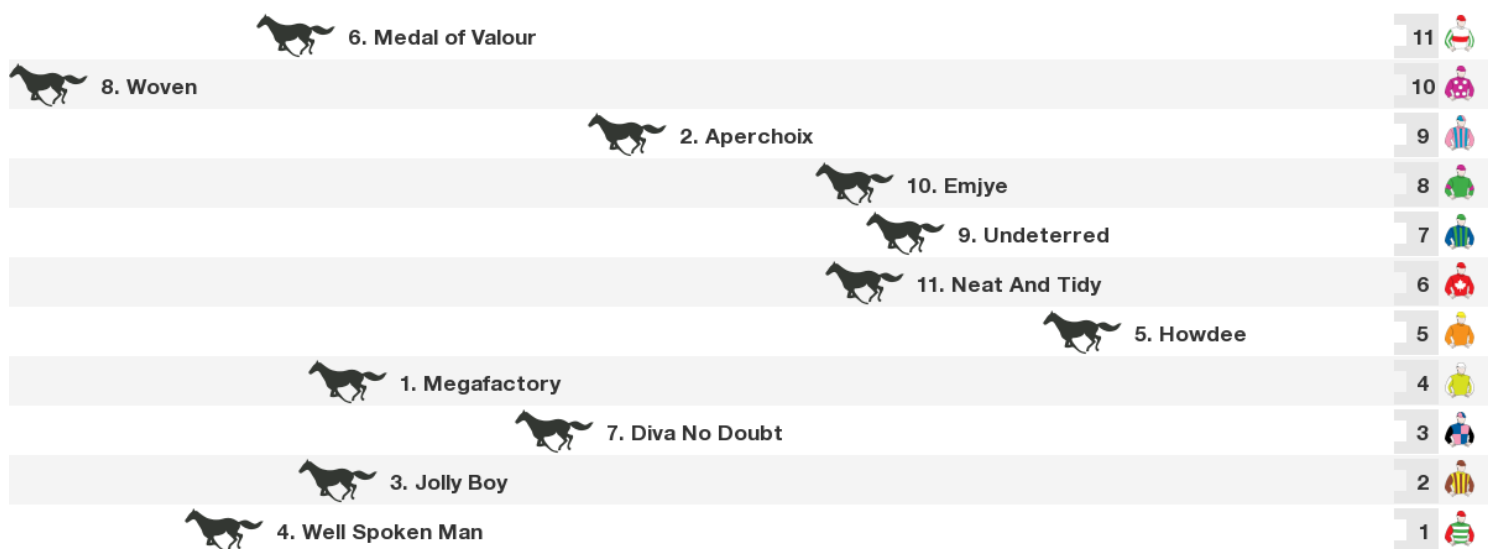 6. Medal of Valour 11
8. Woven 10
2. Aperchoix 9
10. Emjye 8
9. Undeterred 7
11. Neat And Tidy 6
5. Howdee 5
1. Megafactory 4
7. Diva No Doubt 3
3. Jolly Boy 2
4. Well Spoken Man 1